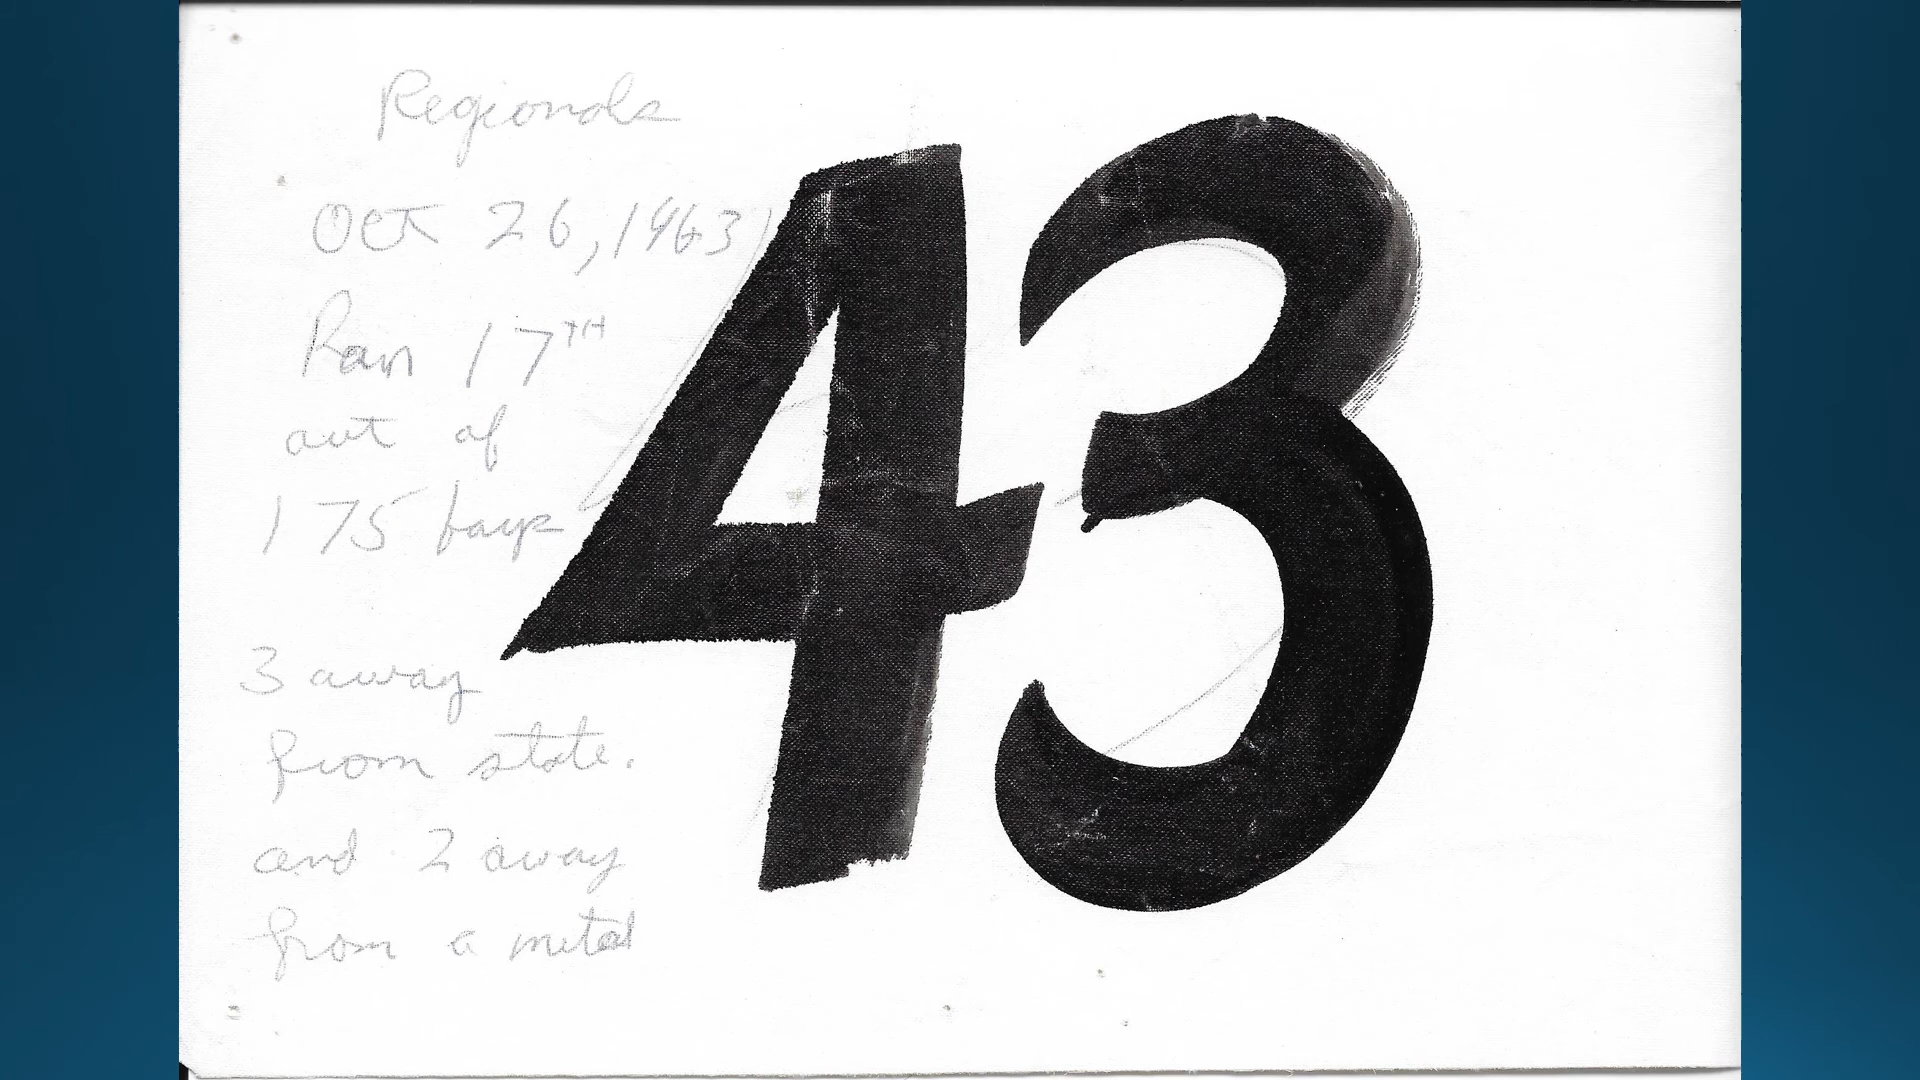 Regionals
OCT 26, 1963
Ran 17TH
out of
175 boys
3 away
from state.
and 2 away
from a metal
43